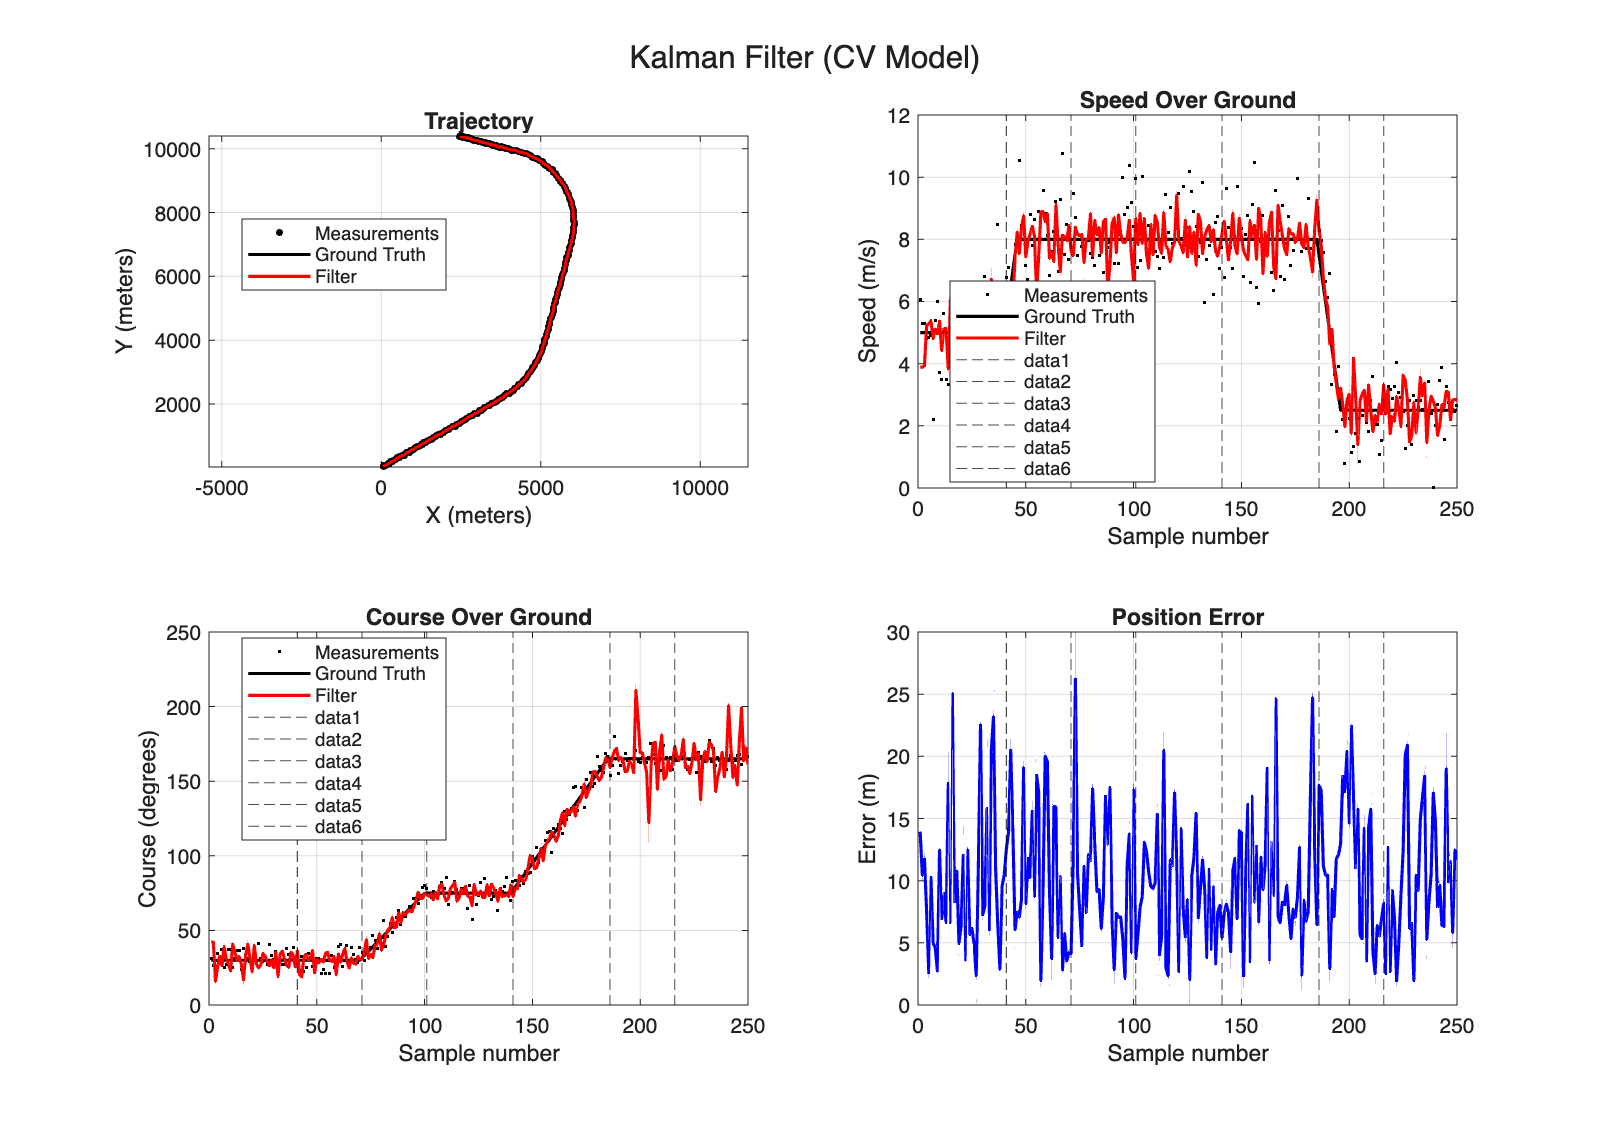 Kalman Filter (CV Model)
Trajectory
10000
8000
6000
4000
2000
Y (meters)
-5000 0 5000 10000
X (meters)
Measurements
Ground Truth
Filter
Speed Over Ground
12
10
8
6
4
2
0
Speed (m/s)
0 50 100 150 200 250
Sample number
Measurements
Ground Truth
Filter
data1
data2
data3
data4
data5
data6
Course Over Ground
250
200
150
100
50
0
Course (degrees)
0 50 100 150 200 250
Sample number
Measurements
Ground Truth
Filter
data1
data2
data3
data4
data5
data6
Position Error
30
25
20
15
10
5
0
Error (m)
0 50 100 150 200 250
Sample number